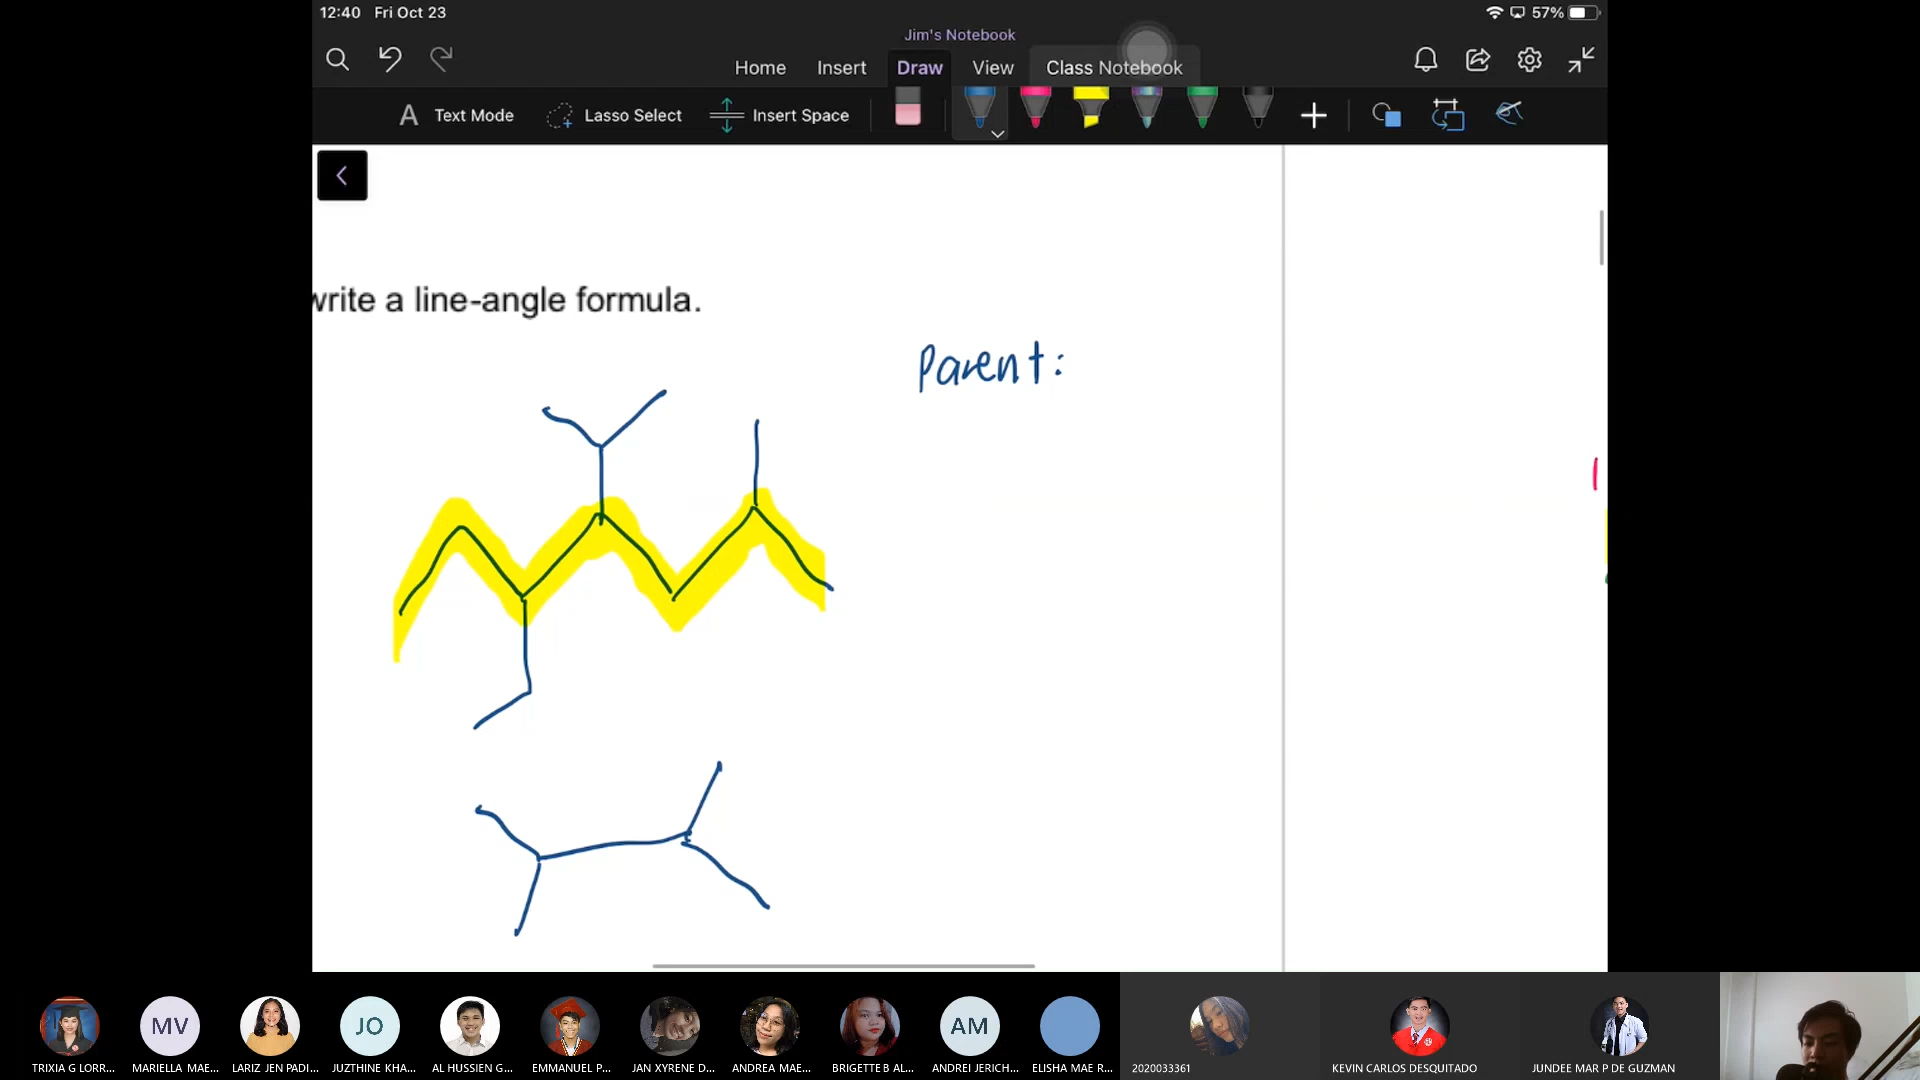 12:40 Fri Oct 23
57%
Jim's Notebook
Home Insert Draw View Class Notebook
A Text Mode Lasso Select Insert Space
write a line-angle formula.
Parent:
MV JO AM
TRIXIA G LORR... MARIELLA MAE... LARIZ JEN PADI... JUZTHINE KHA... AL HUSSIEN G... EMMANUEL P... JAN XYRENE D... ANDREA MAE... BRIGETTE B AL... ANDREI JERICH... ELISHA MAE R... 2020033361 KEVIN CARLOS DESQUITADO JUNDEE MAR P DE GUZMAN